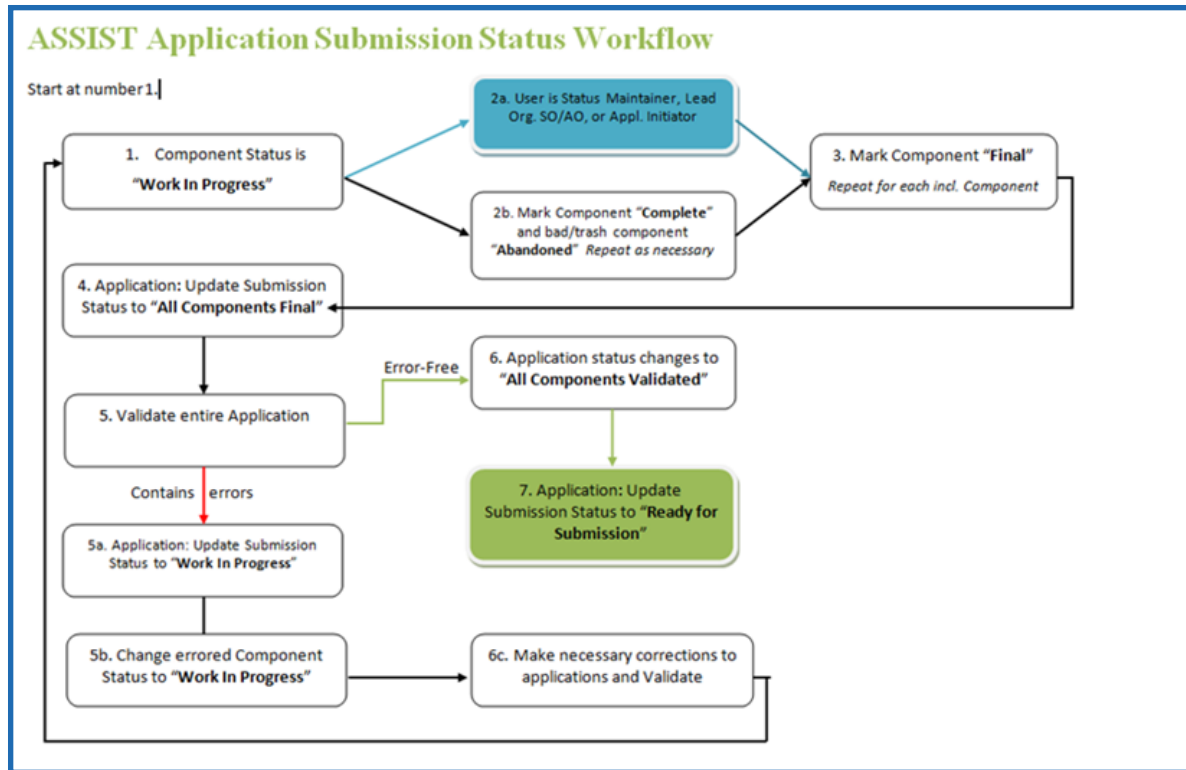 ASSIST Application Submission Status Workflow
Start at number 1.
1. Component Status is
"Work In Progress"
2a. User is Status Maintainer, Lead
Org. SO/AO, or Appl. Initiator
2b. Mark Component "Complete"
and bad/trash component
"Abandoned" Repeat as necessary
3. Mark Component "Final"
Repeat for each incl. Component
4. Application: Update Submission
Status to "All Components Final"
5. Validate entire Application
Error-Free
6. Application status changes to
"All Components Validated"
7. Application: Update
Submission Status to "Ready for
Submission"
Contains errors
5a. Application: Update Submission
Status to "Work In Progress"
5b. Change errored Component
Status to "Work In Progress"
6c. Make necessary corrections to
applications and Validate